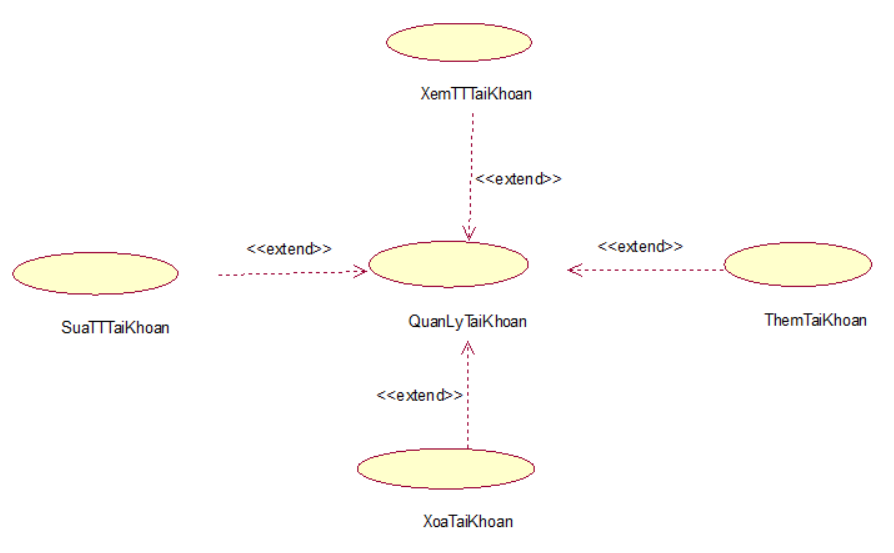 XemTTTaiKhoan
<<extend>>
<<extend>>
<<extend>>
SuaTTTaiKhoan
QuanLyTaiKhoan
ThemTaiKhoan
<<extend>>
XoaTaiKhoan